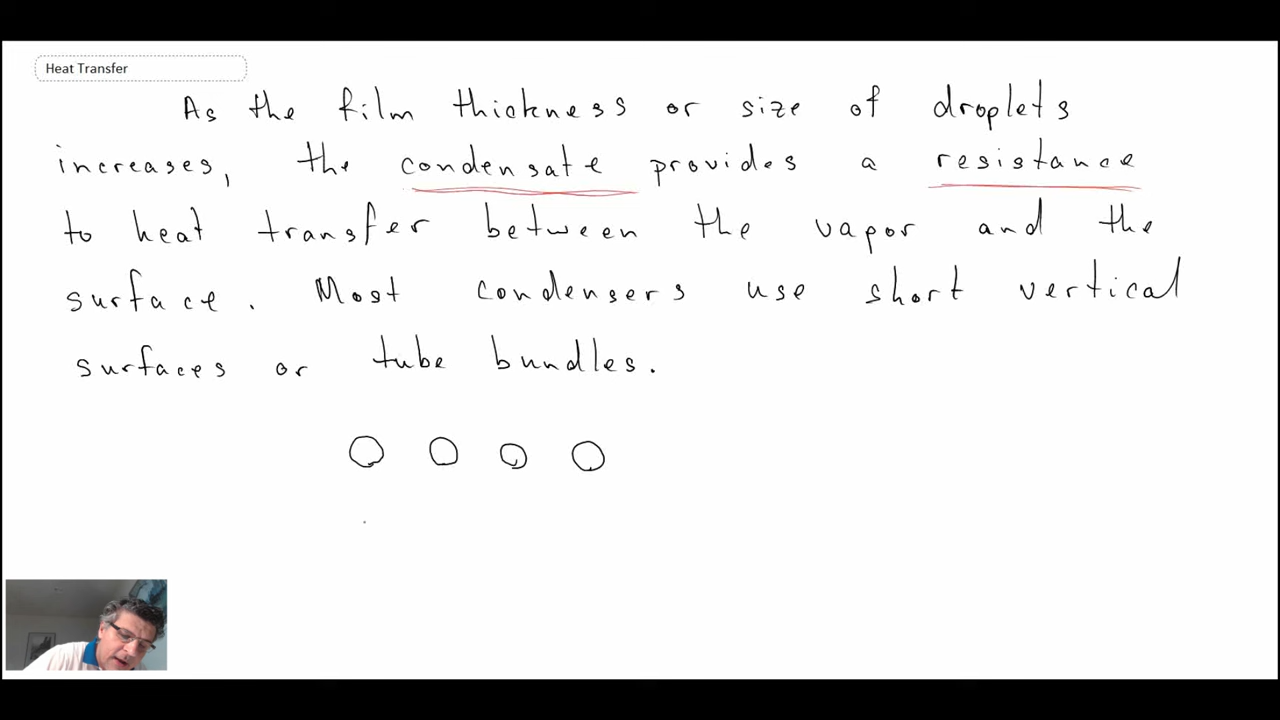 Heat Transfer
As the film thickness or size of droplets
increases, the condensate provides a resistance
to heat transfer between the vapor and the
surface. Most condensers use short vertical
surfaces or tube bundles.